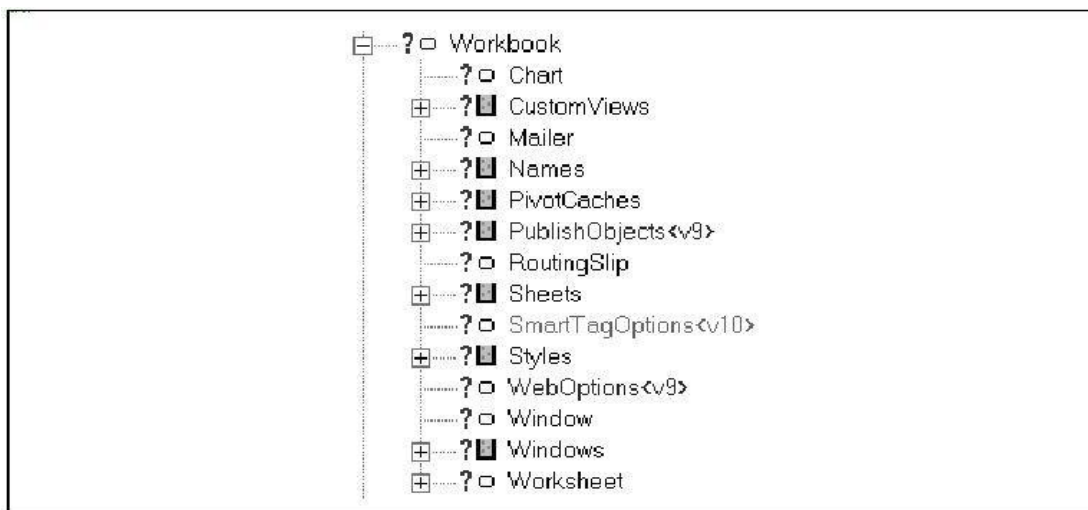 ? Workbook
? Chart
? CustomViews
? Mailer
? Names
? PivotCaches
? PublishObjects<v9>
? RoutingSlip
? Sheets
? SmartTagOptions<v10>
? Styles
? WebOptions<v9>
? Window
? Windows
? Worksheet